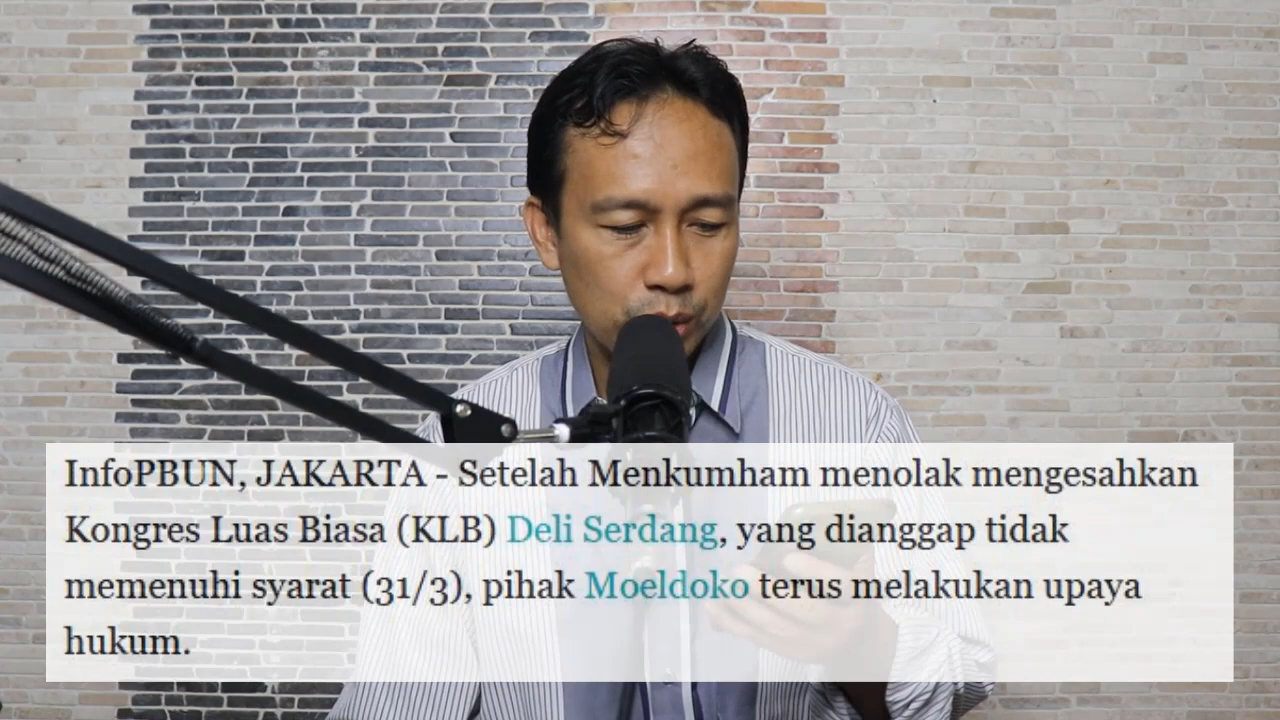 InfoPBUN, JAKARTA - Setelah Menkumham menolak mengesahkan
Kongres Luas Biasa (KLB) Deli Serdang, yang dianggap tidak
memenuhi syarat (31/3), pihak Moeldoko terus melakukan upaya
hukum.